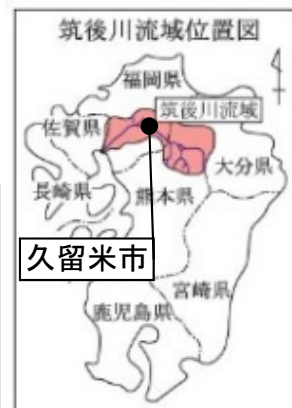 筑後川流域位置図
福岡県
筑後川流域
佐賀県
大分県
長崎県
熊本県
久留米市
宮崎県
鹿児島県